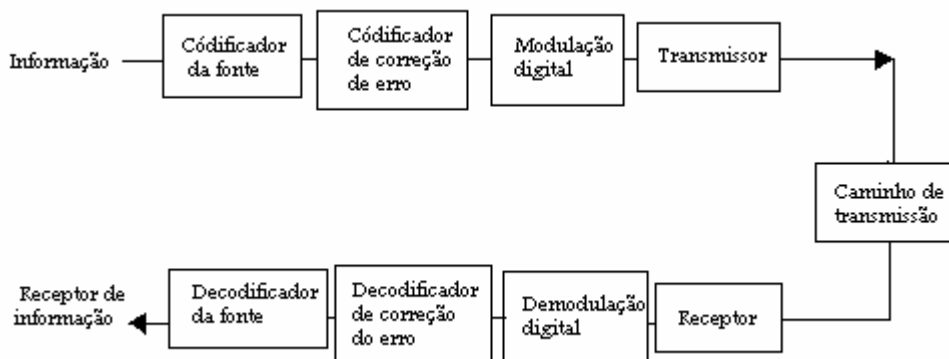 Informação
Códificador
da fonte
Códificador
de correção
de erro
Modulação
digital
Transmissor
Caminho de
transmissão
Receptor de
informação
Decodificador
da fonte
Decodificador
de correção
do erro
Demodulação
digital
Receptor